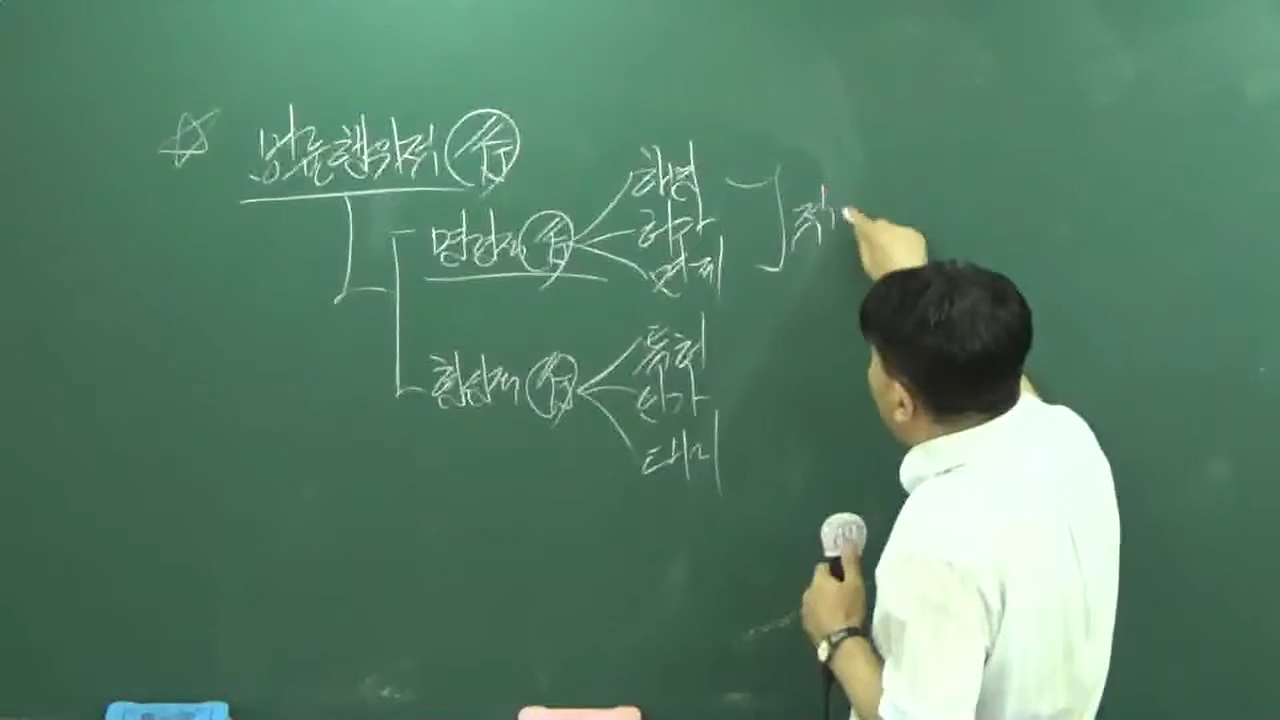 ☆ 법률행위적 行
명령적 行
하명
허가
면제
형성적 行
특허
인가
대리